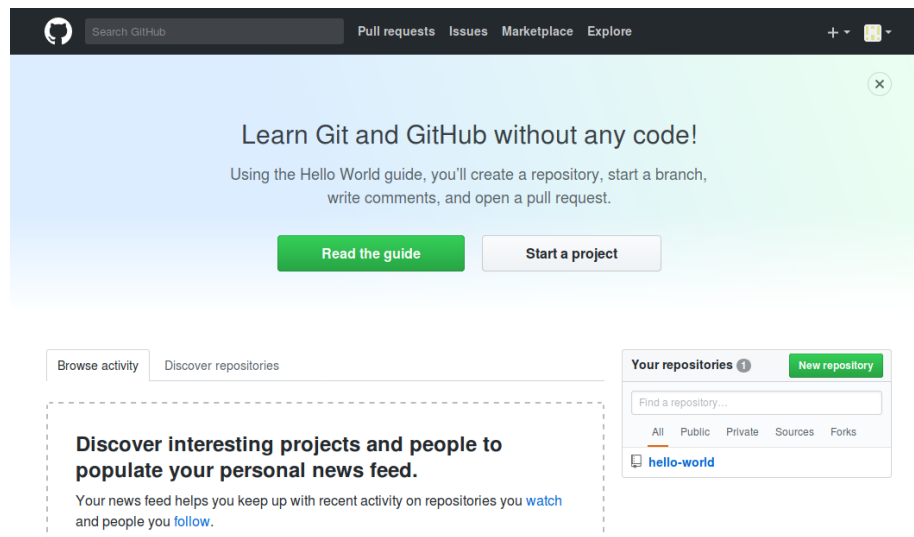 Search GitHub Pull requests Issues Marketplace Explore
Learn Git and GitHub without any code!
Using the Hello World guide, you’ll create a repository, start a branch,
write comments, and open a pull request.
Read the guide Start a project
Browse activity Discover repositories
Discover interesting projects and people to
populate your personal news feed.
Your news feed helps you keep up with recent activity on repositories you watch
and people you follow.
Your repositories 1 New repository
Find a repository…
All Public Private Sources Forks
hello-world